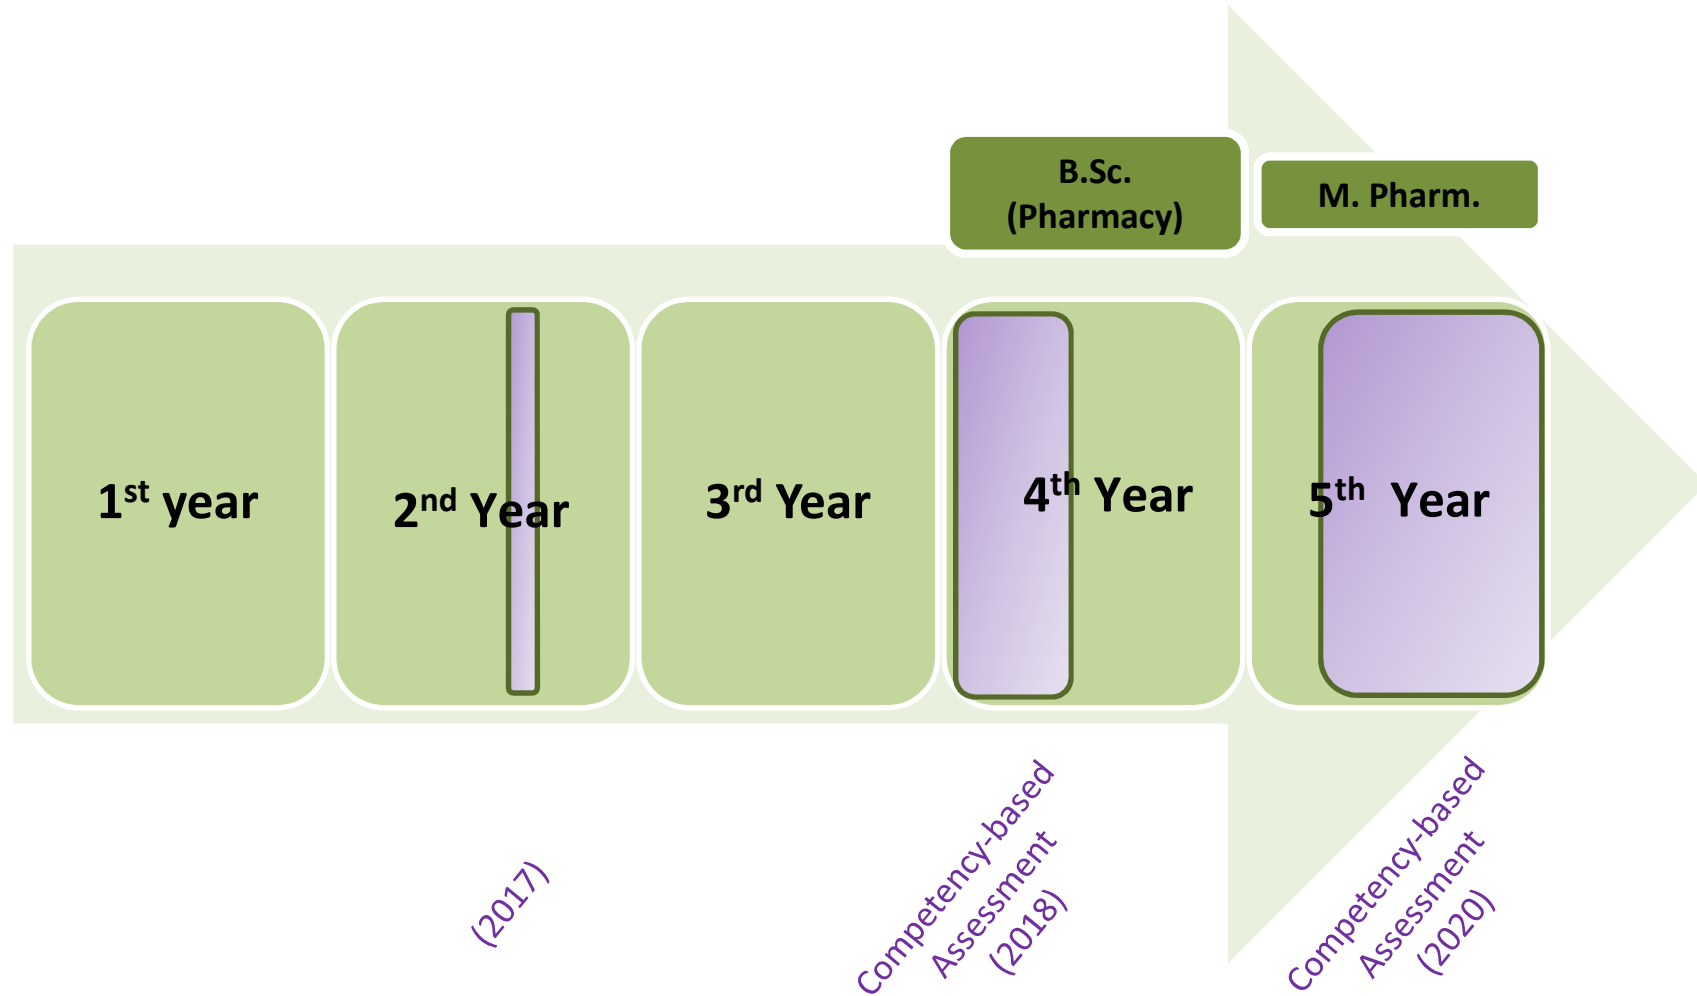 B.Sc.
(Pharmacy)
M. Pharm.
1st year
2nd Year
3rd Year
4th Year
5th Year
(2017)
Competency-based
Assessment
(2018)
Competency-based
Assessment
(2020)